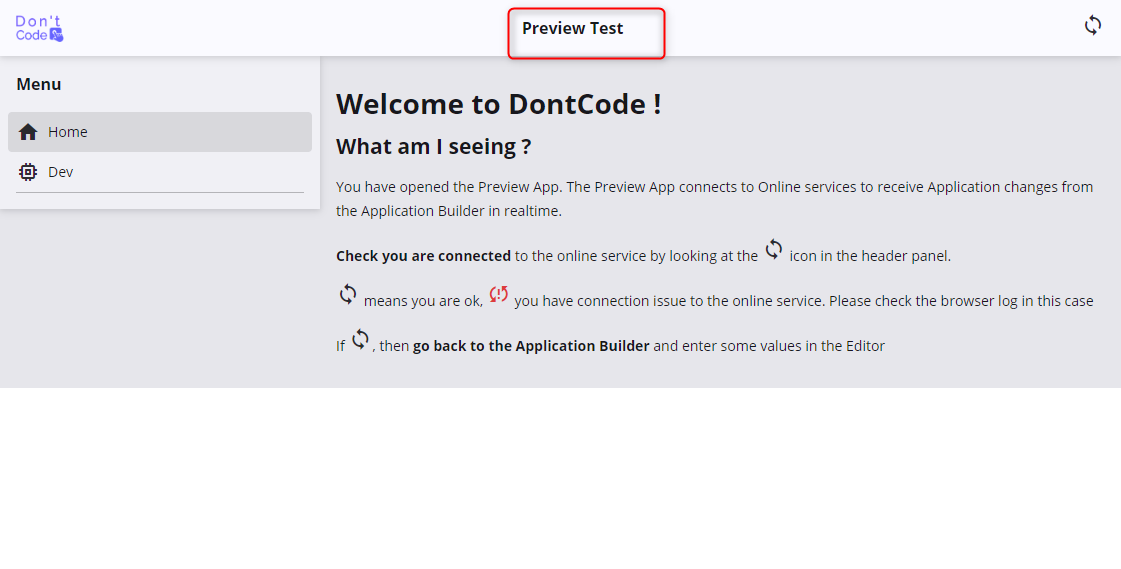 Don't
Code
Preview Test
Menu
Home
Dev
Welcome to DontCode !
What am I seeing ?
You have opened the Preview App. The Preview App connects to Online services to receive Application changes from
the Application Builder in realtime.
Check you are connected to the online service by looking at the icon in the header panel.
means you are ok, you have connection issue to the online service. Please check the browser log in this case
If , then go back to the Application Builder and enter some values in the Editor